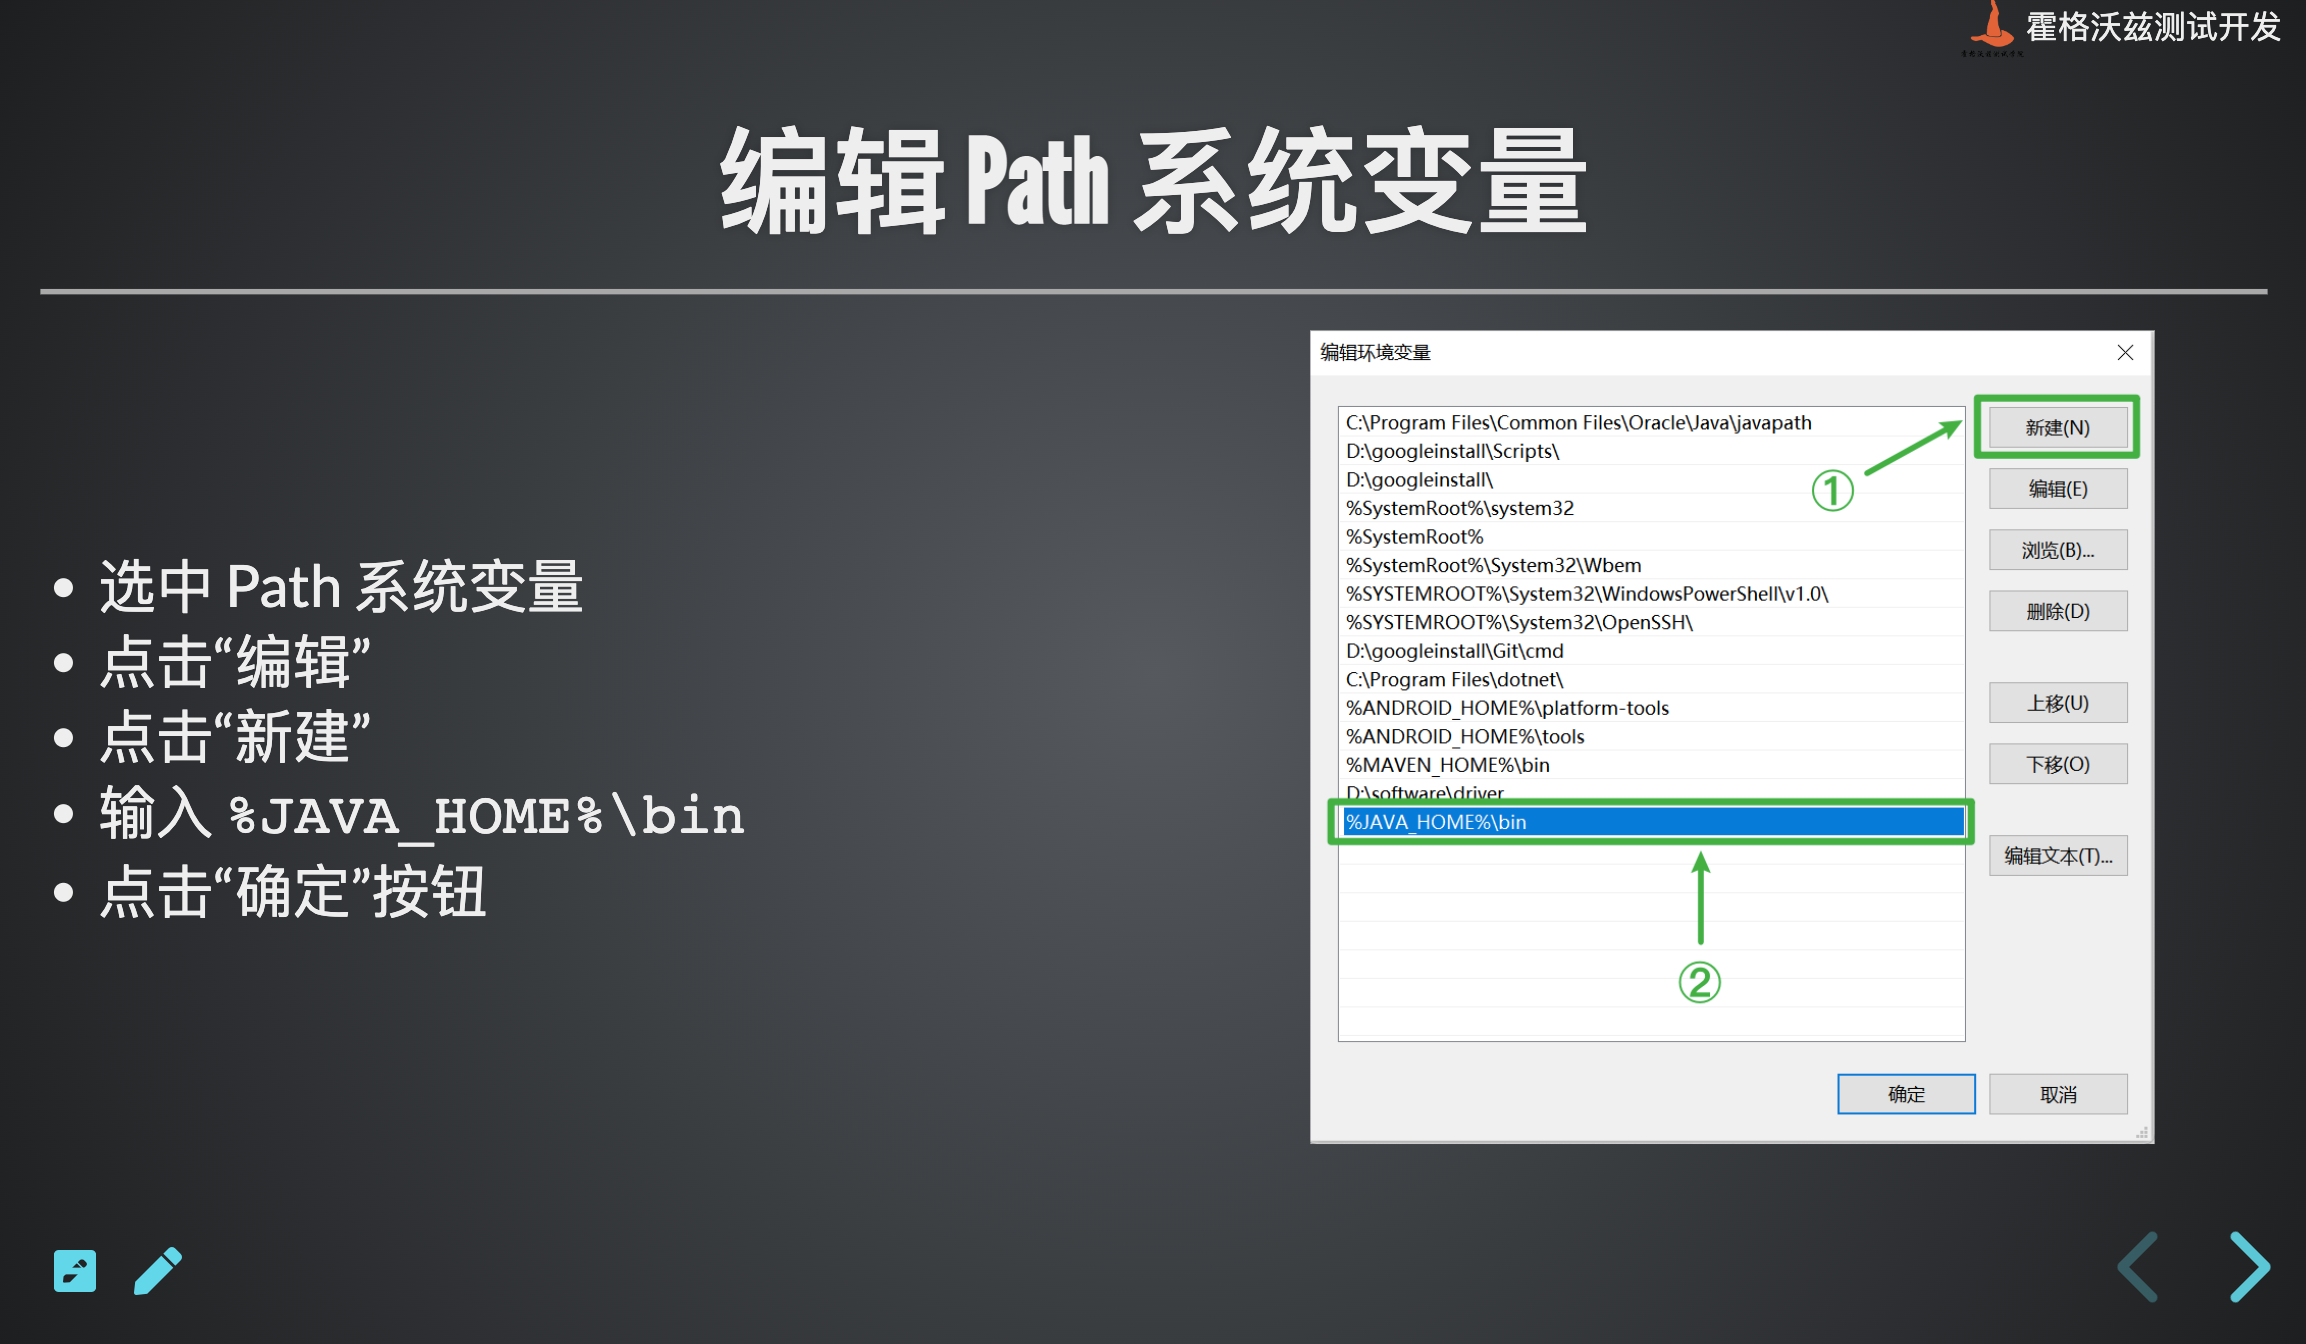 霍格沃兹测试开发
编辑 Path 系统变量
• 选中 Path 系统变量
• 点击“编辑”
• 点击“新建”
• 输入 %JAVA_HOME%\bin
• 点击“确定”按钮
编辑环境变量
C:\Program Files\Common Files\Oracle\Java\javapath
D:\googleinstall\Scripts\
D:\googleinstall\
%SystemRoot%\system32
%SystemRoot%
%SystemRoot%\System32\Wbem
%SYSTEMROOT%\System32\WindowsPowerShell\v1.0\
%SYSTEMROOT%\System32\OpenSSH\
D:\googleinstall\Git\cmd
C:\Program Files\dotnet\
%ANDROID_HOME%\platform-tools
%ANDROID_HOME%\tools
%MAVEN_HOME%\bin
D:\software\driver
%JAVA_HOME%\bin
①
②
新建(N)
编辑(E)
浏览(B)...
删除(D)
上移(U)
下移(O)
编辑文本(T)...
确定
取消